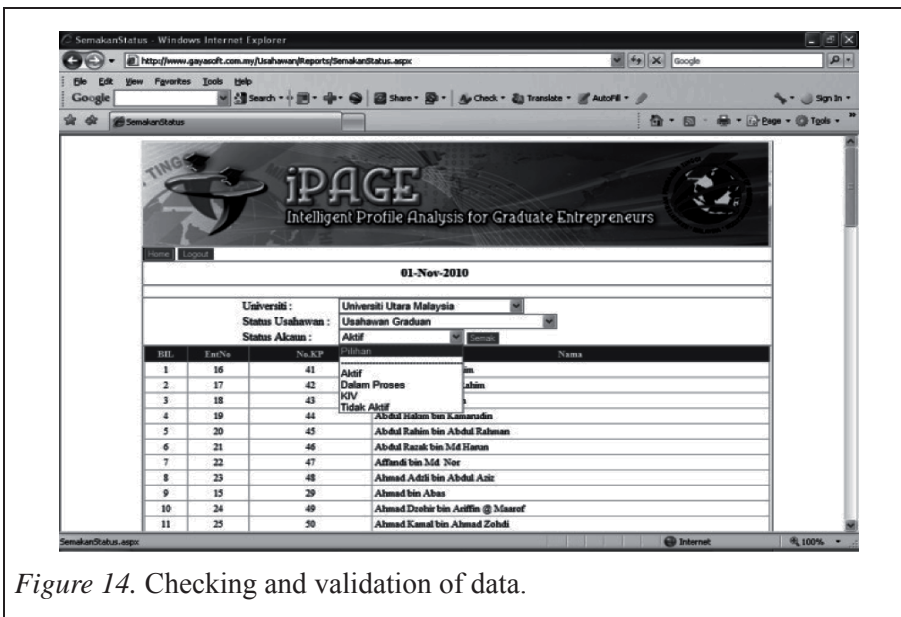 SemakanStatus - Windows Internet Explorer
http://www.gayasoft.com.my/Usahawan/Reports/SemakanStatus.aspx Google
File Edit View Favorites Tools Help
Google Search Share Check Translate AutoFill Sign In
SemakanStatus Page Tools
TINGG
iPAGE
Intelligent Profile Analysis for Graduate Entrepreneurs
Home Logout
01-Nov-2010
Universiti : Universiti Utara Malaysia
Status Usahawan : Usahawan Graduan
Status Akaun : Aktif Semak
BIL EntNo No.KP Pilihan Nama
Aktif
Dalam Proses
KIV
Tidak Aktif
1 16 41
2 17 42
3 18 43
4 19 44 Abdul Halim bin Kamarudin
5 20 45 Abdul Rahim bin Abdul Rahman
6 21 46 Abdul Razak bin Md Harun
7 22 47 Affandi bin Md Nor
8 23 48 Ahmad Adzli bin Abdul Aziz
9 15 29 Ahmad bin Abas
10 24 49 Ahmad Dzohir bin Ariffin @ Maarof
11 25 50 Ahmad Kamal bin Ahmad Zohdi
SemakanStatus.aspx Internet 100%
Figure 14. Checking and validation of data.